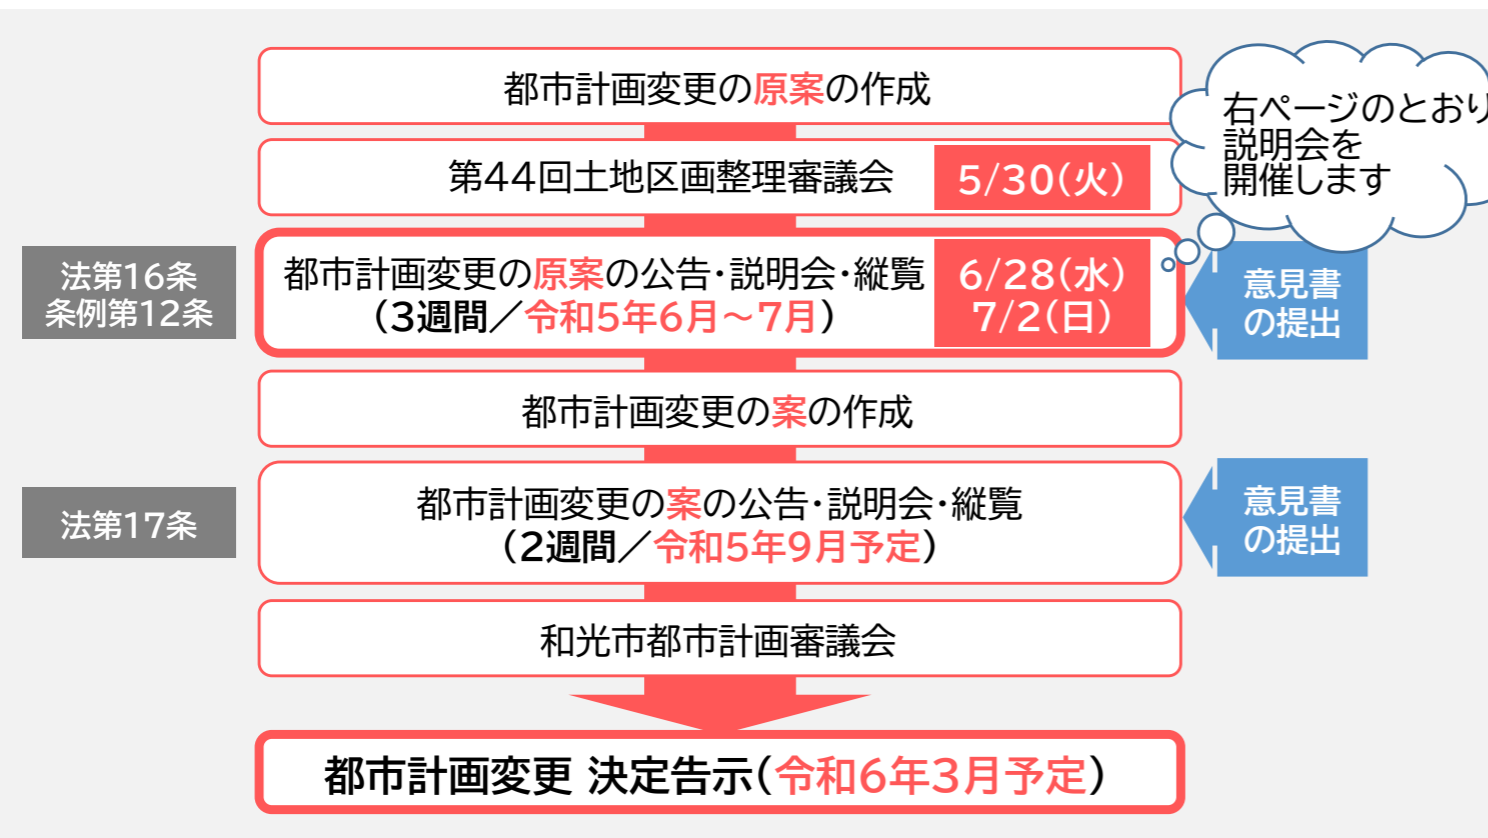 都市計画変更の原案の作成
第44回土地区画整理審議会
5/30(火)
右ページのとおり
説明会を
開催します
法第16条
条例第12条
都市計画変更の原案の公告・説明会・縦覧
(3週間／令和5年6月～7月)
6/28(水)
7/2(日)
意見書
の提出
都市計画変更の案の作成
法第17条
都市計画変更の案の公告・説明会・縦覧
(2週間／令和5年9月予定)
意見書
の提出
和光市都市計画審議会
都市計画変更 決定告示(令和6年3月予定)